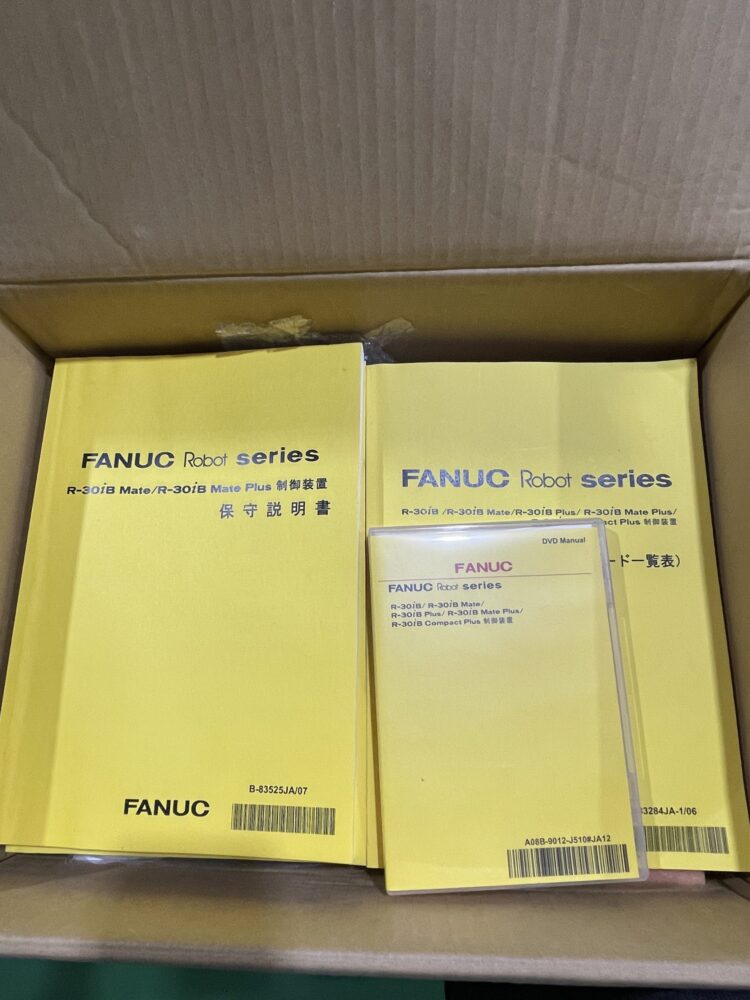 FANUC Robot series
R-30iB Mate/R-30iB Mate Plus 制御装置
保守説明書
B-83525JA/07
FANUC
FANUC Robot series
R-30iB /R-30iB Mate/R-30iB Plus/ R-30iB Mate Plus/
Plus 制御装置
ード一覧表)
3284JA-1/06
DVD Manual
FANUC
FANUC Robot series
R-30iB/ R-30iB Mate/
R-30iB Plus/ R-30iB Mate Plus/
R-30iB Compact Plus 制御装置
A08B-9012-J510#JA12